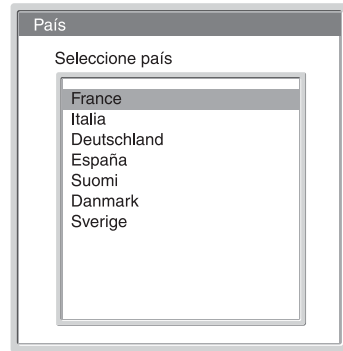 País
Seleccione país
France
Italia
Deutschland
España
Suomi
Danmark
Sverige